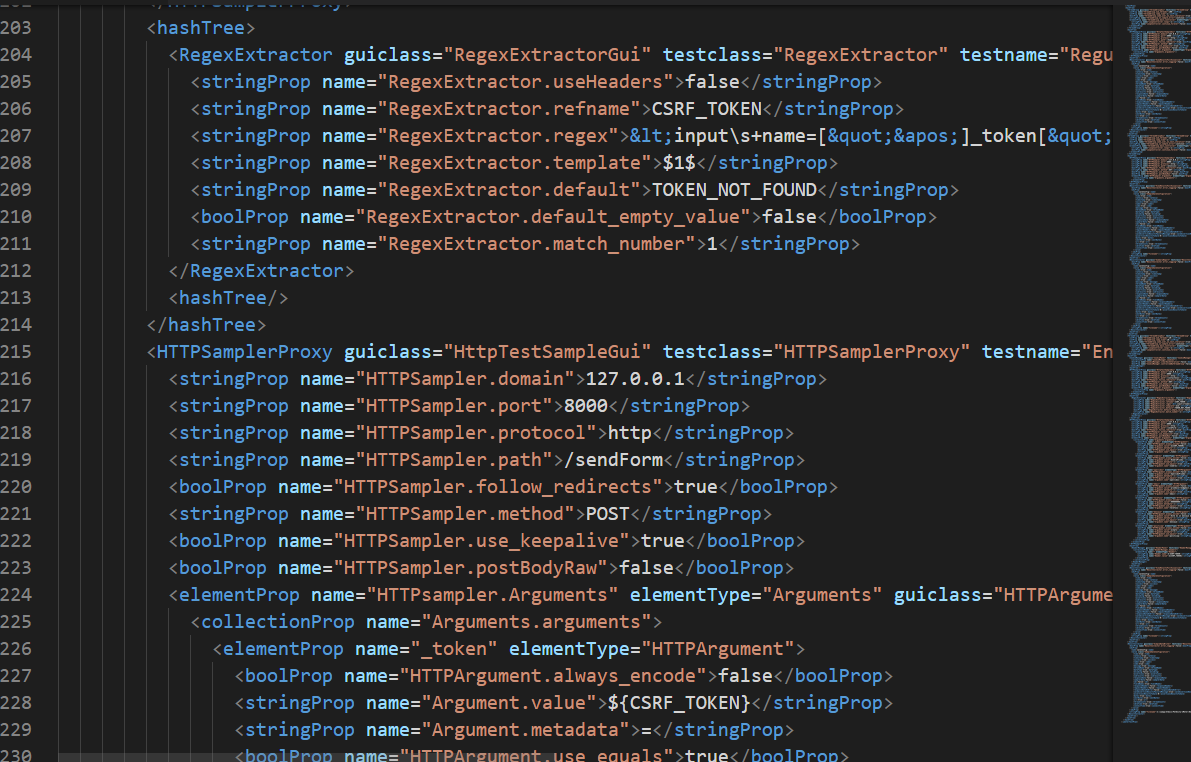 203 <hashTree>
204 <RegexExtractor guiclass="RegexExtractorGui" testclass="RegexExtractor" testname="Regu
205 <stringProp name="RegexExtractor.useHeaders">false</stringProp>
206 <stringProp name="RegexExtractor.refname">CSRF_TOKEN</stringProp>
207 <stringProp name="RegexExtractor.regex">&lt;input\s+name=[&quot;&apos;]_token[&quot;
208 <stringProp name="RegexExtractor.template">$1$</stringProp>
209 <stringProp name="RegexExtractor.default">TOKEN_NOT_FOUND</stringProp>
210 <boolProp name="RegexExtractor.default_empty_value">false</boolProp>
211 <stringProp name="RegexExtractor.match_number">1</stringProp>
212 </RegexExtractor>
213 <hashTree/>
214 </hashTree>
215 <HTTPSamplerProxy guiclass="HttpTestSampleGui" testclass="HTTPSamplerProxy" testname="En
216 <stringProp name="HTTPSampler.domain">127.0.0.1</stringProp>
217 <stringProp name="HTTPSampler.port">8000</stringProp>
218 <stringProp name="HTTPSampler.protocol">http</stringProp>
219 <stringProp name="HTTPSampler.path">/sendForm</stringProp>
220 <boolProp name="HTTPSampler.follow_redirects">true</boolProp>
221 <stringProp name="HTTPSampler.method">POST</stringProp>
222 <boolProp name="HTTPSampler.use_keepalive">true</boolProp>
223 <boolProp name="HTTPSampler.postBodyRaw">false</boolProp>
224 <elementProp name="HTTPsampler.Arguments" elementType="Arguments" guiclass="HTTPArgume
225 <collectionProp name="Arguments.arguments">
226 <elementProp name="_token" elementType="HTTPArgument">
227 <boolProp name="HTTPArgument.always_encode">false</boolProp>
228 <stringProp name="Argument.value">${CSRF_TOKEN}</stringProp>
229 <stringProp name="Argument.metadata">=</stringProp>
230 <boolProp name="HTTPArgument.use_equals">true</boolProp>